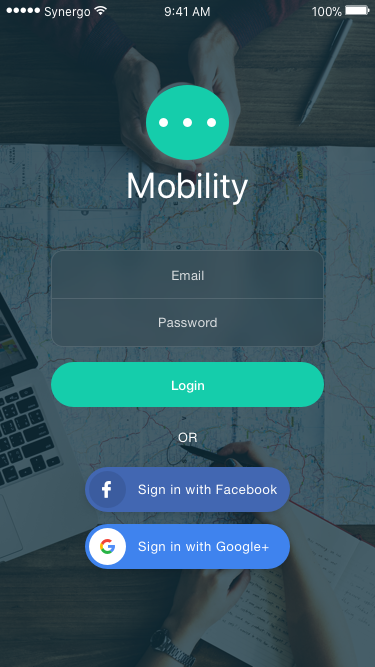 Synergo 9:41 AM 100%
Mobility
Email
Password
Login
OR
Sign in with Facebook
Sign in with Google+